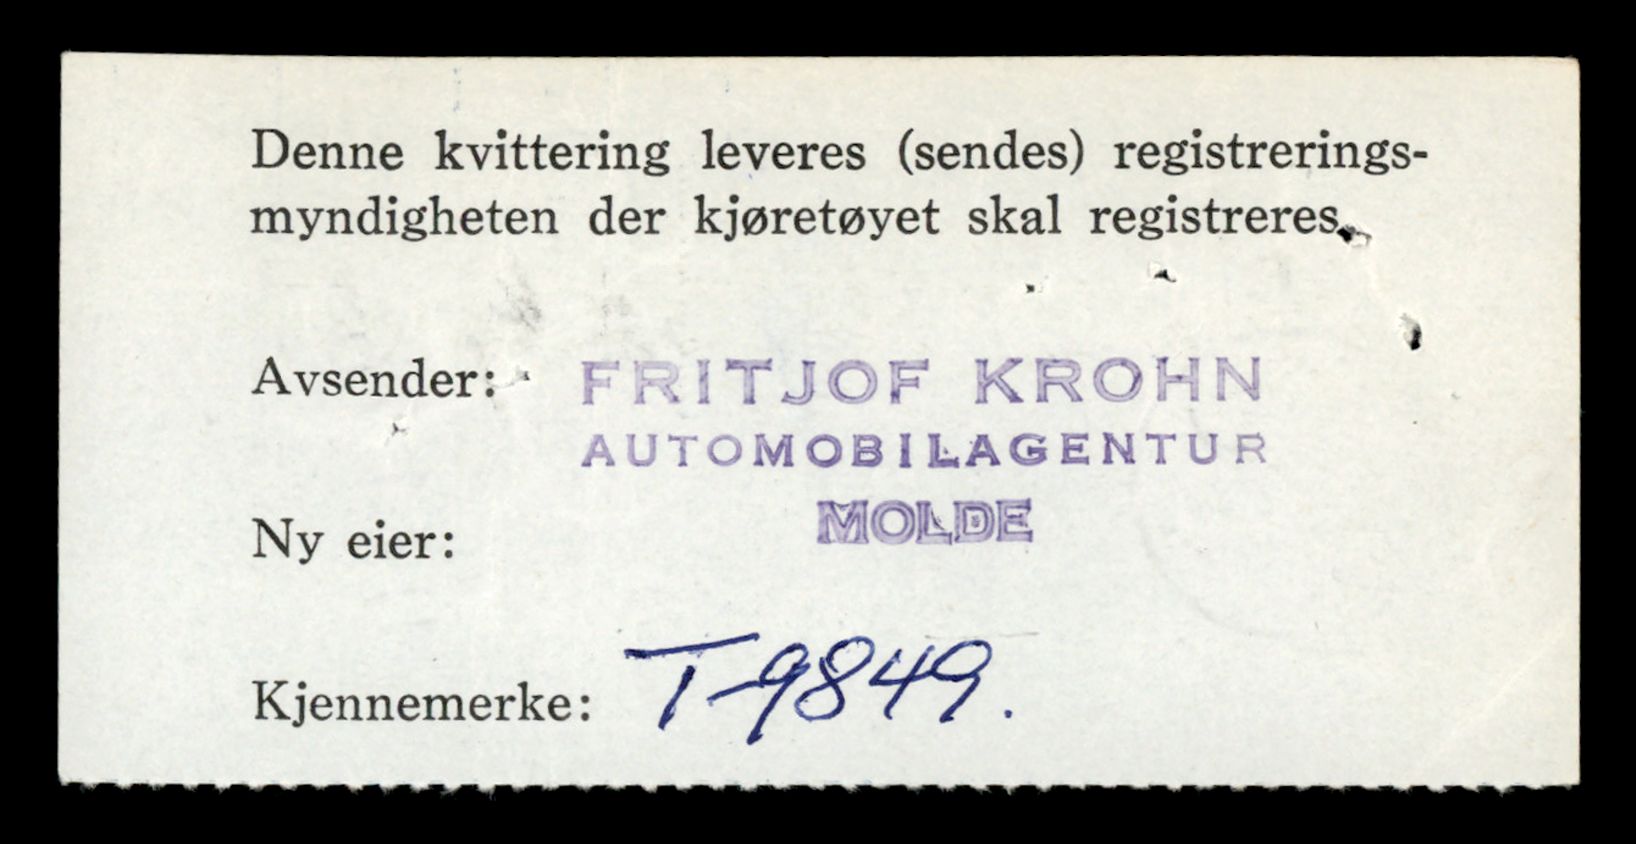 Denne kvittering leveres (sendes) registrerings-
myndigheten der kjøretøyet skal registreres.
Avsender: FRITJOF KROHN
AUTOMOBILAGENTUR
MOLDE
Ny eier:
Kjennemerke: T-9849.